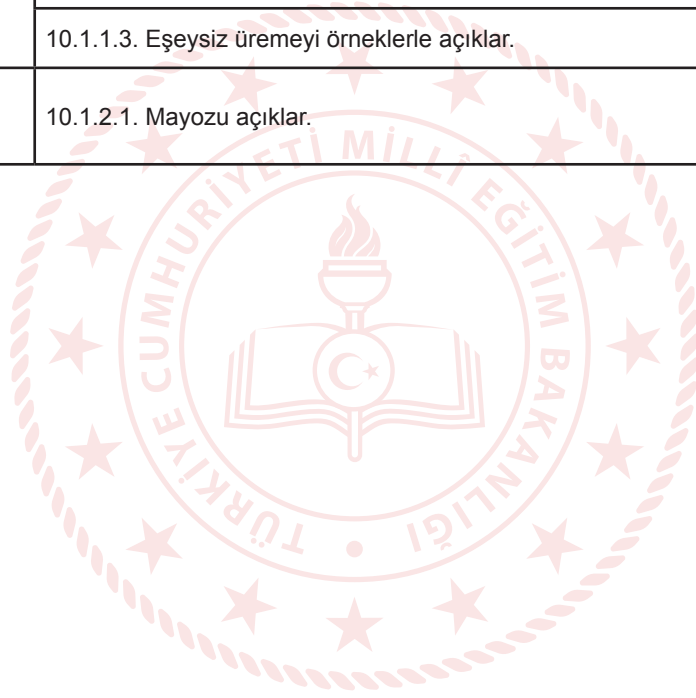 10.1.1.3. Eşeysiz üremeyi örneklerle açıklar.
10.1.2.1. Mayozu açıklar.
TÜRKİYE CUMHURİYETİ MİLLÎ EĞİTİM BAKANLIĞI